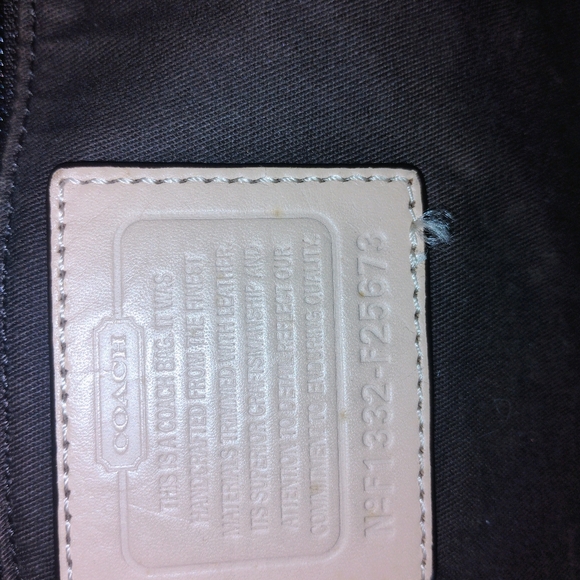 COACH
THIS IS A COACH BAG. IT WAS
HANDCRAFTED FROM THE FINEST
MATERIALS TRIMMED WITH LEATHER.
ITS SUPERIOR CRAFTSMANSHIP AND
ATTENTION TO DETAIL REFLECT OUR
COMMITMENT TO ENDURING QUALITY.
Nº F1332-F25673